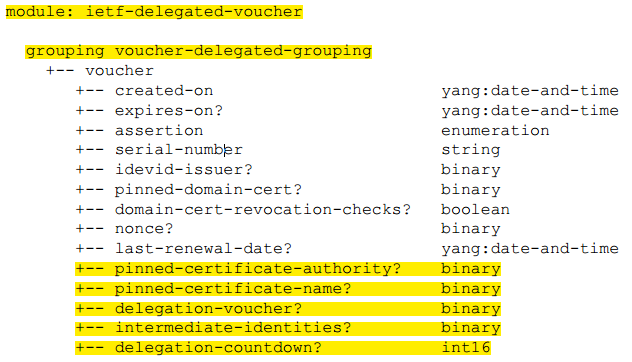 module: ietf-delegated-voucher
grouping voucher-delegated-grouping
+-- voucher
+-- created-on yang:date-and-time
+-- expires-on? yang:date-and-time
+-- assertion enumeration
+-- serial-number string
+-- idevid-issuer? binary
+-- pinned-domain-cert? binary
+-- domain-cert-revocation-checks? boolean
+-- nonce? binary
+-- last-renewal-date? yang:date-and-time
+-- pinned-certificate-authority? binary
+-- pinned-certificate-name? binary
+-- delegation-voucher? binary
+-- intermediate-identities? binary
+-- delegation-countdown? int16